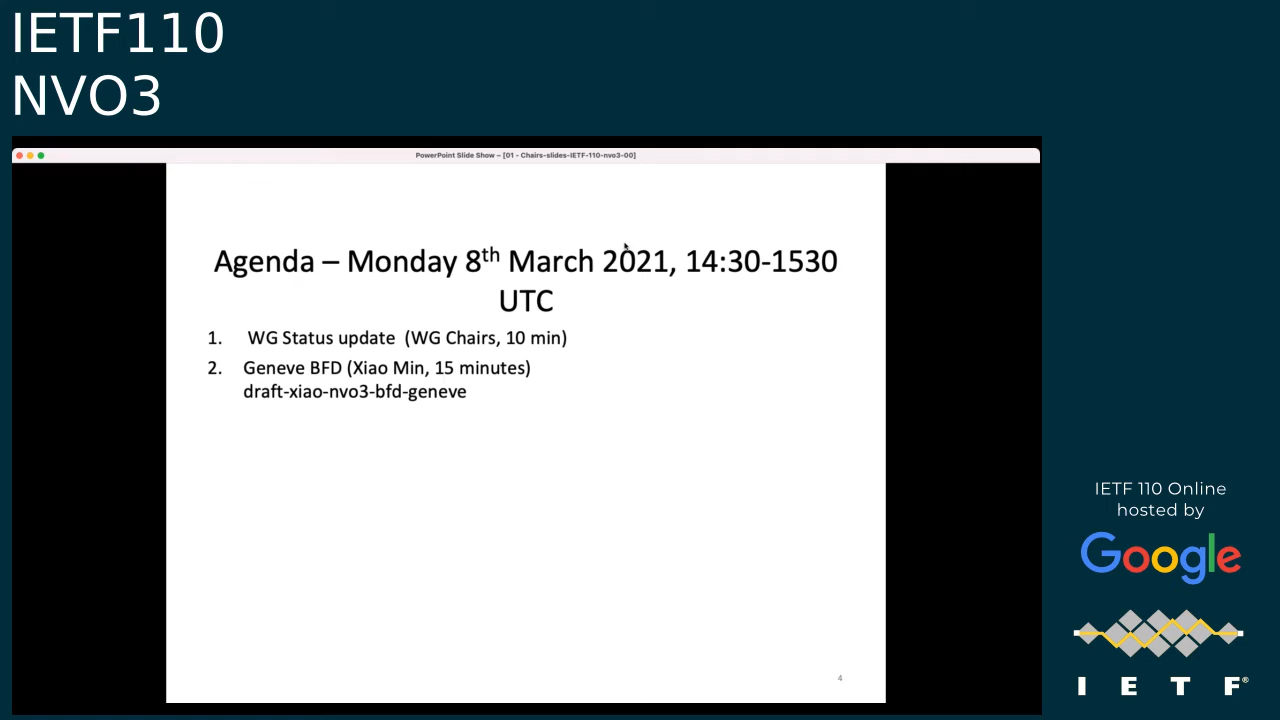 IETF110
NVO3
PowerPoint Slide Show – [01 - Chairs-slides-IETF-110-nvo3-00]
Agenda – Monday 8th March 2021, 14:30-1530
UTC
1. WG Status update (WG Chairs, 10 min)
2. Geneve BFD (Xiao Min, 15 minutes)
draft-xiao-nvo3-bfd-geneve
4
IETF 110 Online
hosted by
Google
I E T F®